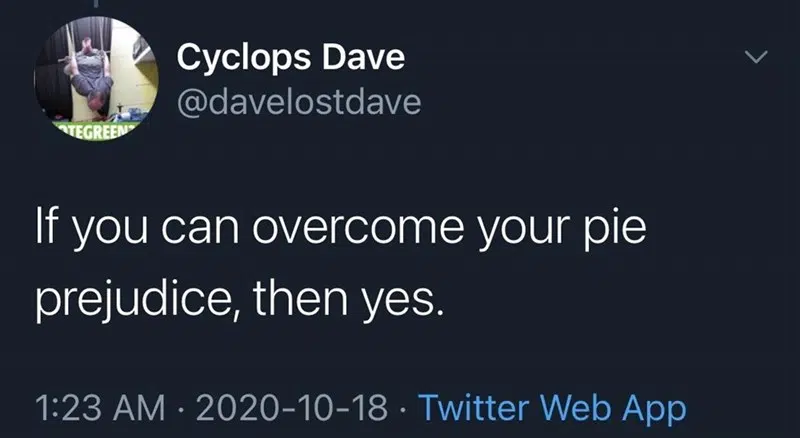 Cyclops Dave
@davelostdave
OTEGREEN
If you can overcome your pie
prejudice, then yes.
1:23 AM · 2020-10-18 · Twitter Web App